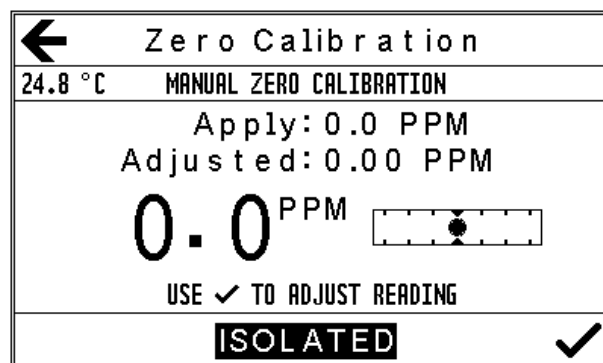 Zero Calibration
24.8 °C MANUAL ZERO CALIBRATION
Apply: 0.0 PPM
Adjusted: 0.00 PPM
0.0 PPM
USE ✓ TO ADJUST READING
ISOLATED